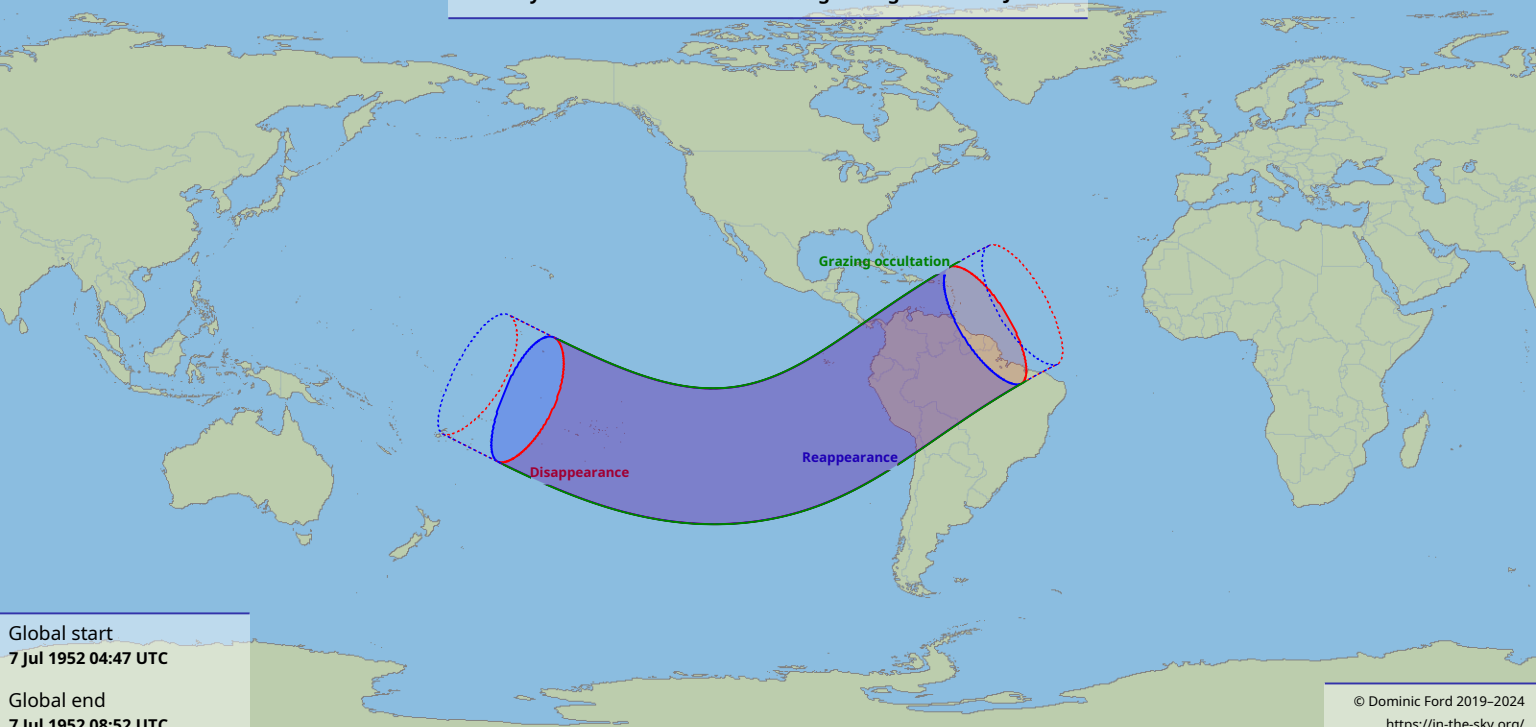 Grazing occultation
Reappearance
Disappearance
Global start
7 Jul 1952 04:47 UTC
Global end
7 Jul 1952 08:52 UTC
© Dominic Ford 2019–2024
https://in-the-sky.org/